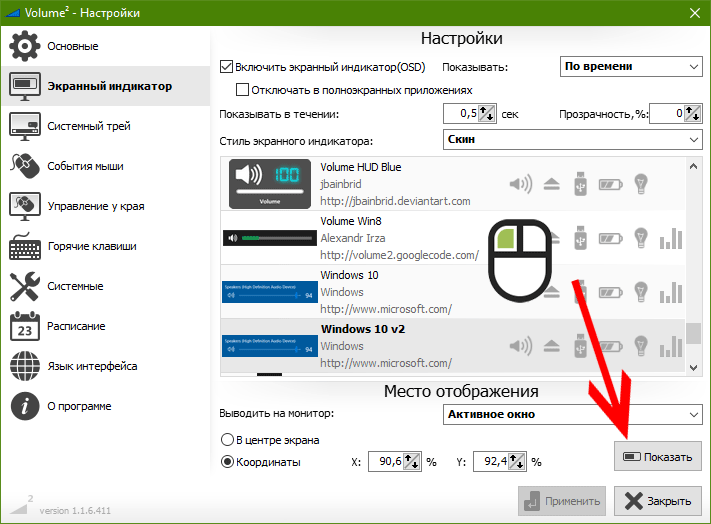 Volume2 - Настройки
Основные
Экранный индикатор
Системный трей
События мыши
Управление у края
Горячие клавиши
Системные
23
Расписание
Язык интерфейса
О программе
2
version 1.1.6.411
Настройки
Включить экранный индикатор(OSD)
Показывать:
По времени
Отключать в полноэкранных приложениях
Показывать в течении:
0,5
сек
Прозрачность,%:
0
Стиль экранного индикатора:
Скин
100
Volume
Volume HUD Blue
jbainbrid
http://jbainbrid.deviantart.com
Volume Win8
Alexandr Irza
http://volume2.googlecode.com/
Speakers (High Definition Audio Device)
94
Windows 10
Windows
http://www.microsoft.com/
Speakers (High Definition Audio Device)
94
Windows 10 v2
Windows
http://www.microsoft.com/
Место отображения
Выводить на монитор:
Активное окно
В центре экрана
Координаты
X:
90,6
%
Y:
92,4
%
Показать
Применить
Закрыть